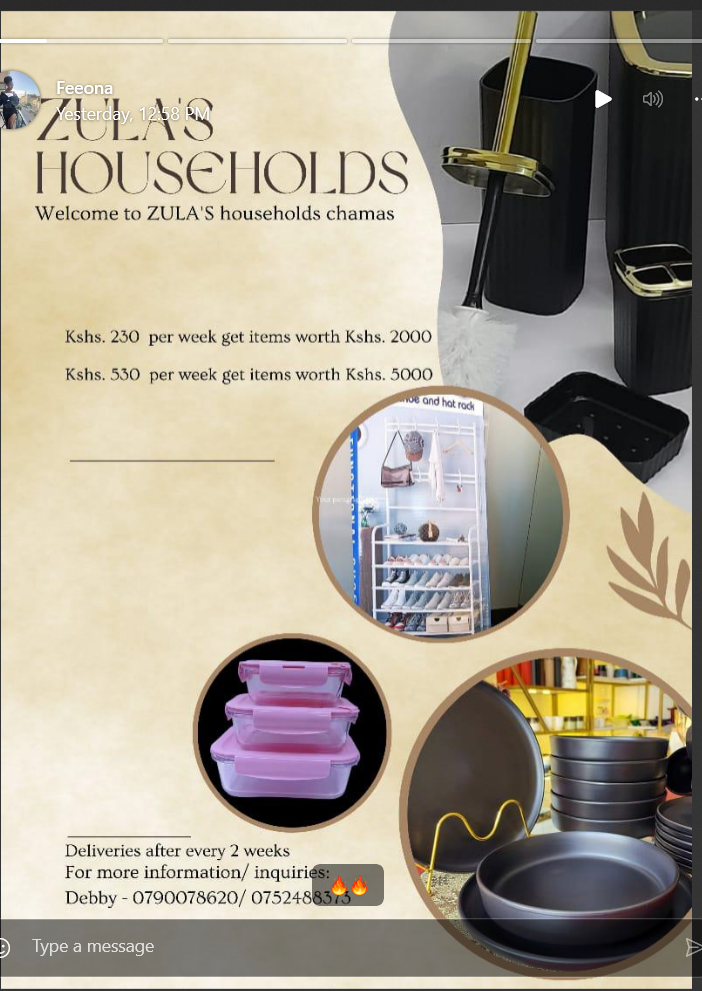 Feeona
Yesterday, 12:58 PM
ZULA'S
HOUSEHOLDS
Welcome to ZULA'S households chamas
Kshs. 230 per week get items worth Kshs. 2000
Kshs. 530 per week get items worth Kshs. 5000
and hat rack
Deliveries after every 2 weeks
For more information/ inquiries:
Debby - 0790078620/ 0752488373
Type a message